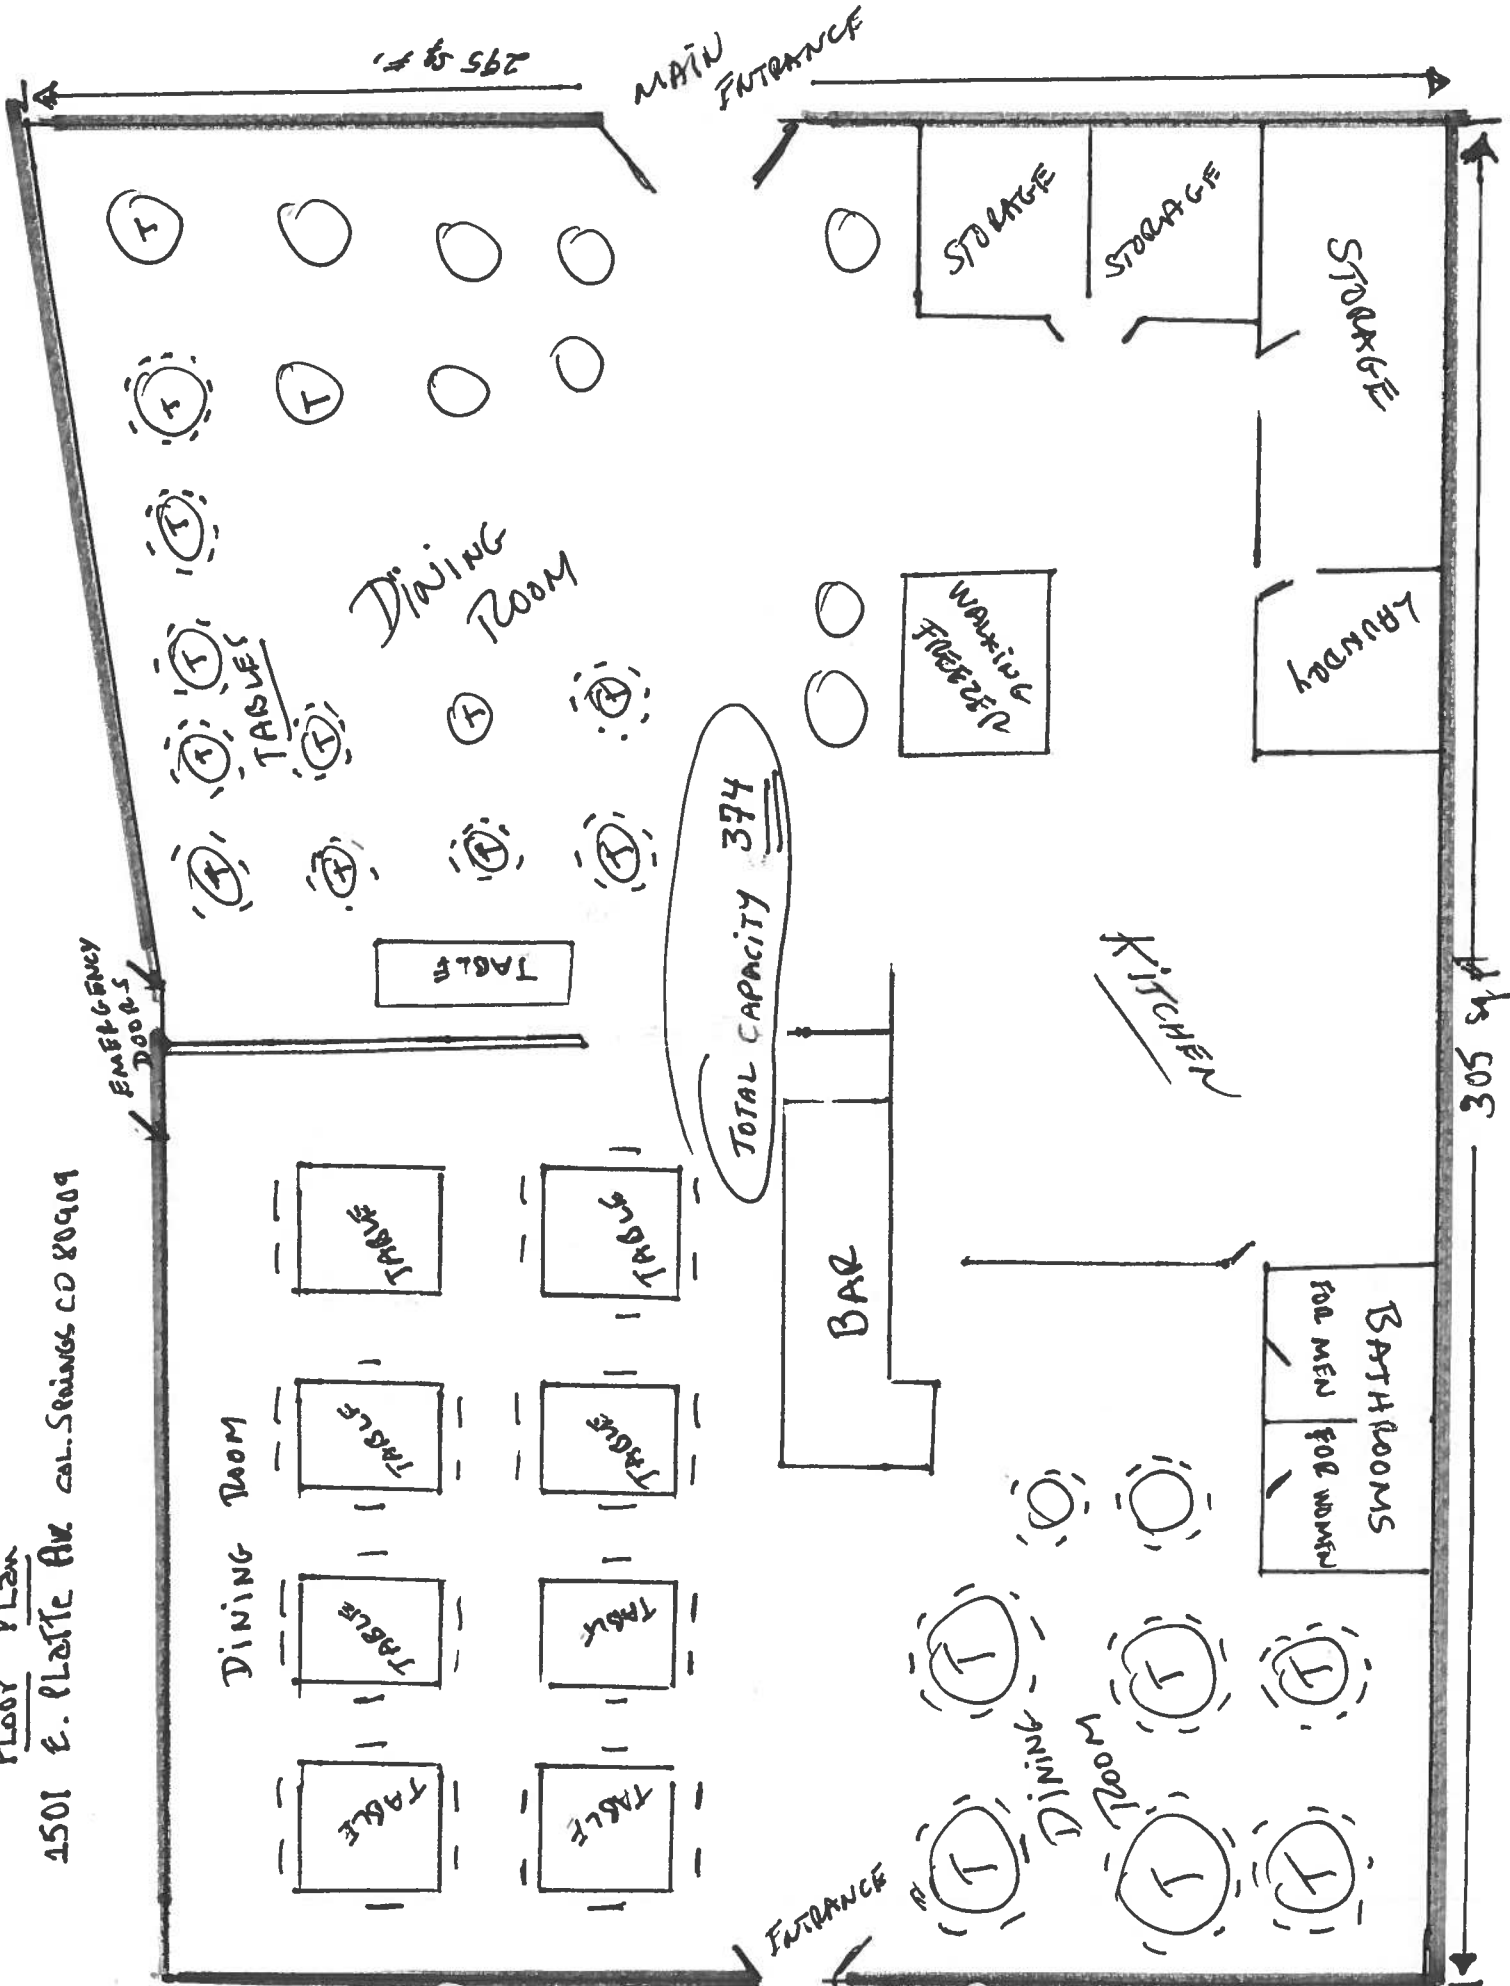 FLOOR PLAN
1501 E. PLATTE AV. COL. SPRINGS CO 80909
EMERGENCY
DOORS
295 sq f,
MAIN
ENTRANCE
T
T
T
T
T
T
T
T
T
T
T
T
T
T
TABLES
DINING
ROOM
TABLE
STORAGE
STORAGE
STORAGE
WALKING
FREEZER
LAUNDRY
TOTAL CAPACITY 374
KITCHEN
305 sq f
DINING ROOM
TABLE
TABLE
TABLE
TABLE
TABLE
TABLE
TABLE
TABLE
BAR
BATHROOMS
FOR MEN
FOR WOMEN
DINING
ROOM
T
T
T
T
T
T
ENTRANCE